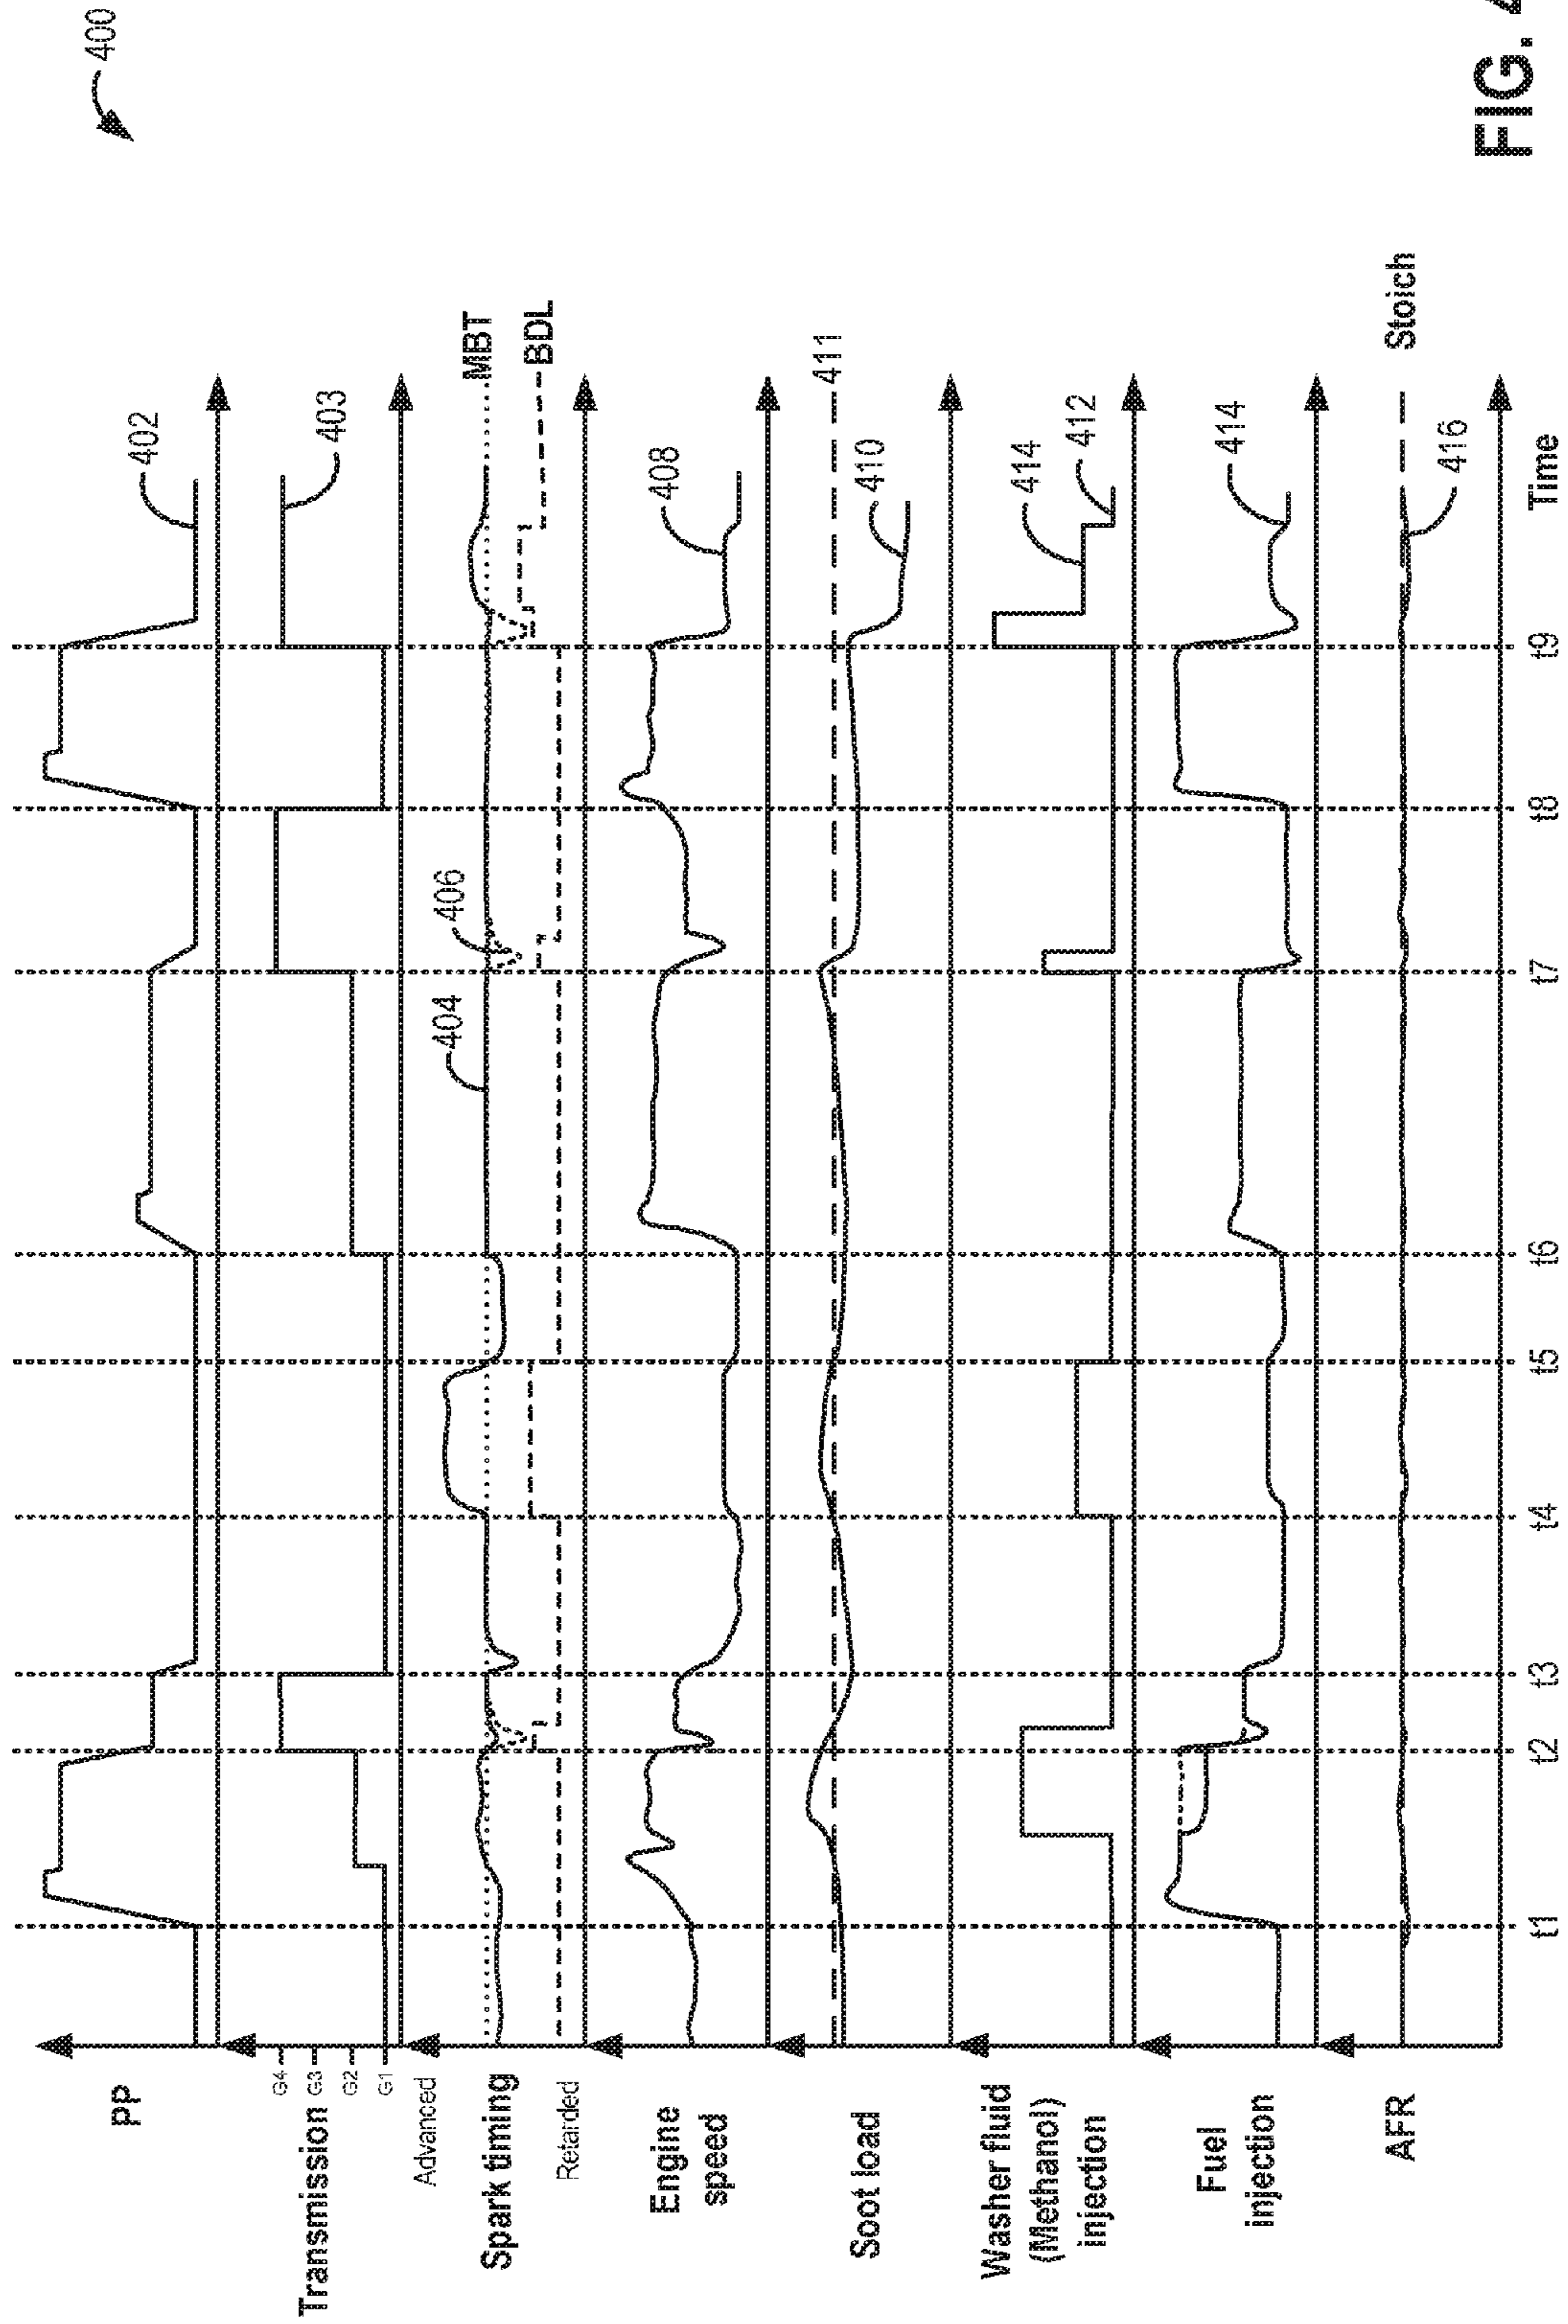 400
PP
402
Transmission
G4
G3
G2
G1
403
Advanced
Spark timing
Retarded
404
406
MBT
BDL
Engine
speed
408
Soot load
411
410
Washer fluid
(Methanol)
injection
414
412
Fuel
injection
414
AFR
Stoich
416
t1
t2
t3
t4
t5
t6
t7
t8
t9
Time
FIG. 4